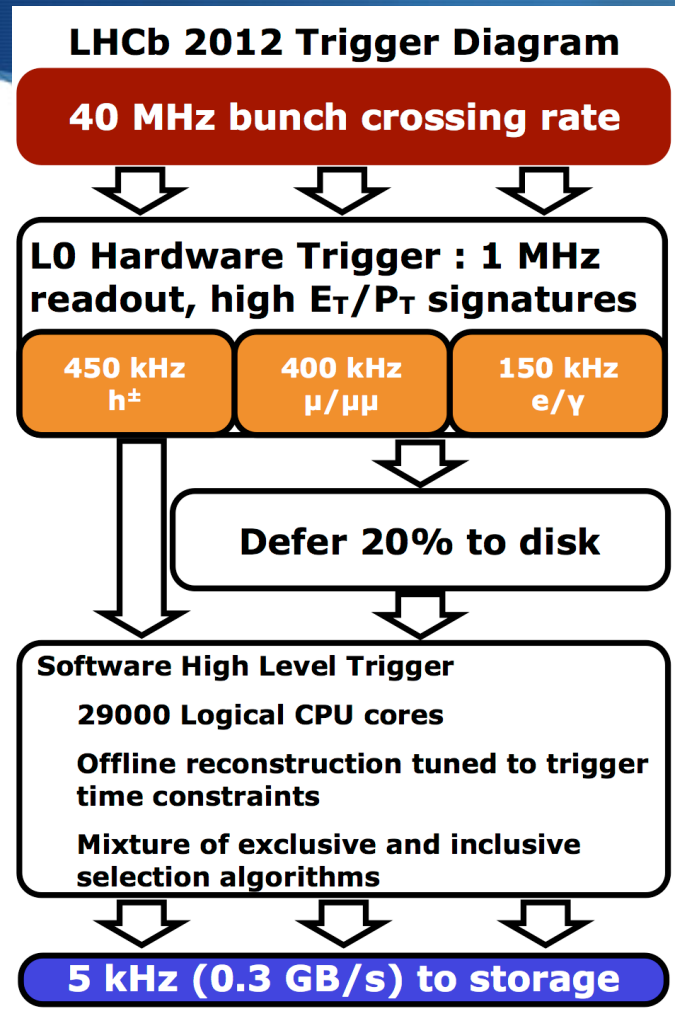 LHCb 2012 Trigger Diagram
40 MHz bunch crossing rate
L0 Hardware Trigger : 1 MHz
readout, high E_T/P_T signatures
450 kHz
h±
400 kHz
μ/μμ
150 kHz
e/γ
Defer 20% to disk
Software High Level Trigger
29000 Logical CPU cores
Offline reconstruction tuned to trigger
time constraints
Mixture of exclusive and inclusive
selection algorithms
5 kHz (0.3 GB/s) to storage